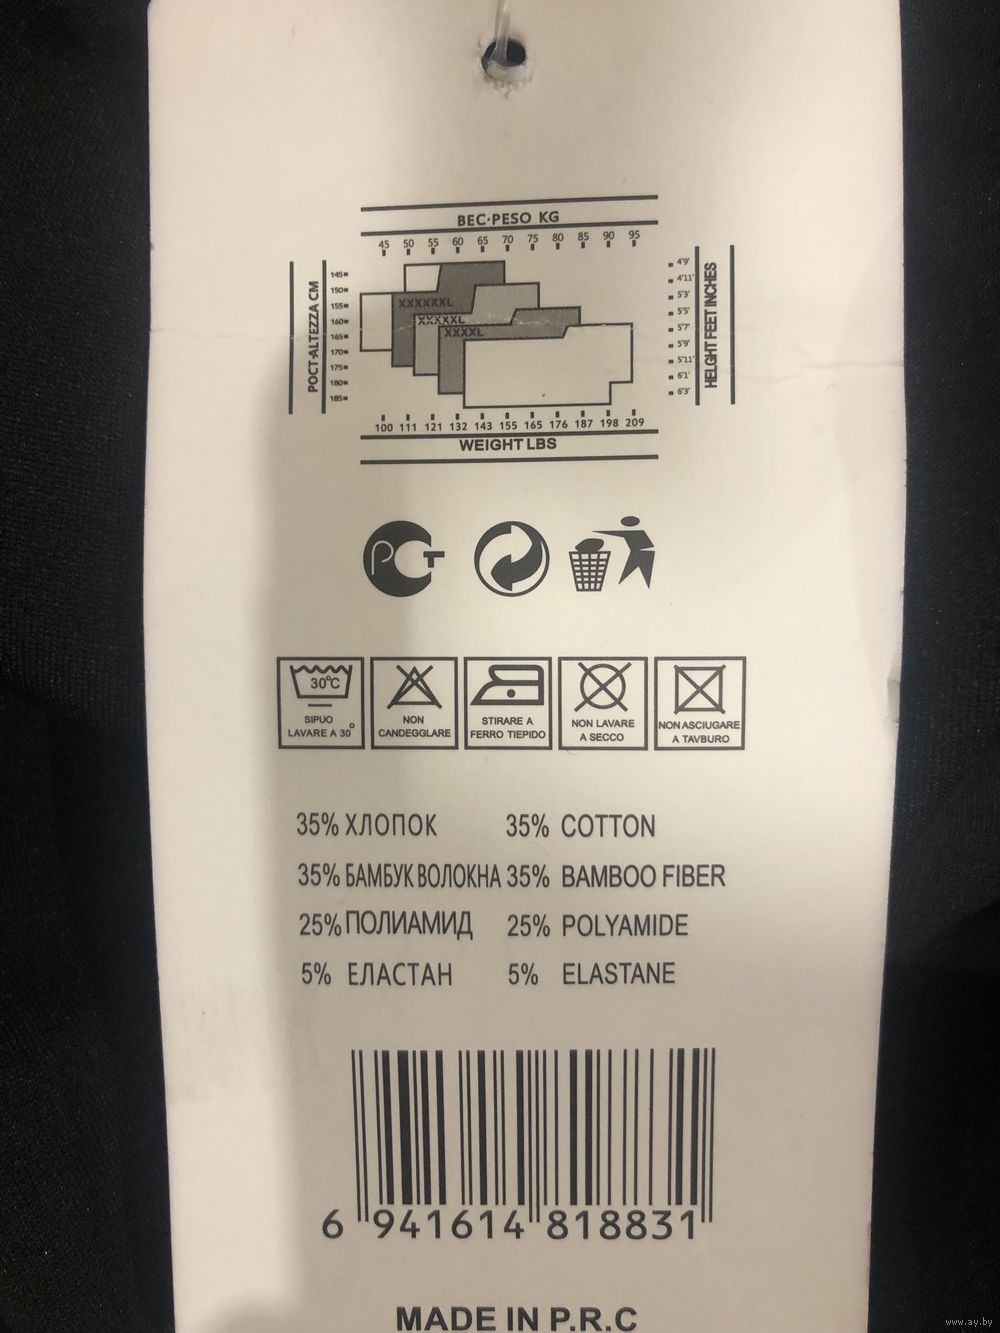 ВЕС·PESO KG
45 50 55 60 65 70 75 80 85 90 95
РОСТ·ALTEZZA CM
145
150
155
160
165
170
175
180
185
XXXXXXL
XXXXXL
XXXXL
4'9'
4'11'
5'3'
5'5'
5'7'
5'9'
5'11'
6'1'
6'3'
HELGHT FEET INCHES
100 111 121 132 143 155 165 176 187 198 209
WEIGHT LBS
РСТ
30°C
SIPUO
LAVARE A 30°
NON
CANDEGGLARE
STIRARE A
FERRO TIEPIDO
NON LAVARE
A SECCO
NON ASCIUGARE
A TAVBURO
35% ХЛОПОК 35% COTTON
35% БАМБУК ВОЛОКНА 35% BAMBOO FIBER
25% ПОЛИАМИД 25% POLYAMIDE
5% ЕЛАСТАН 5% ELASTANE
6 941614 818831
MADE IN P.R.C
www.ay.by